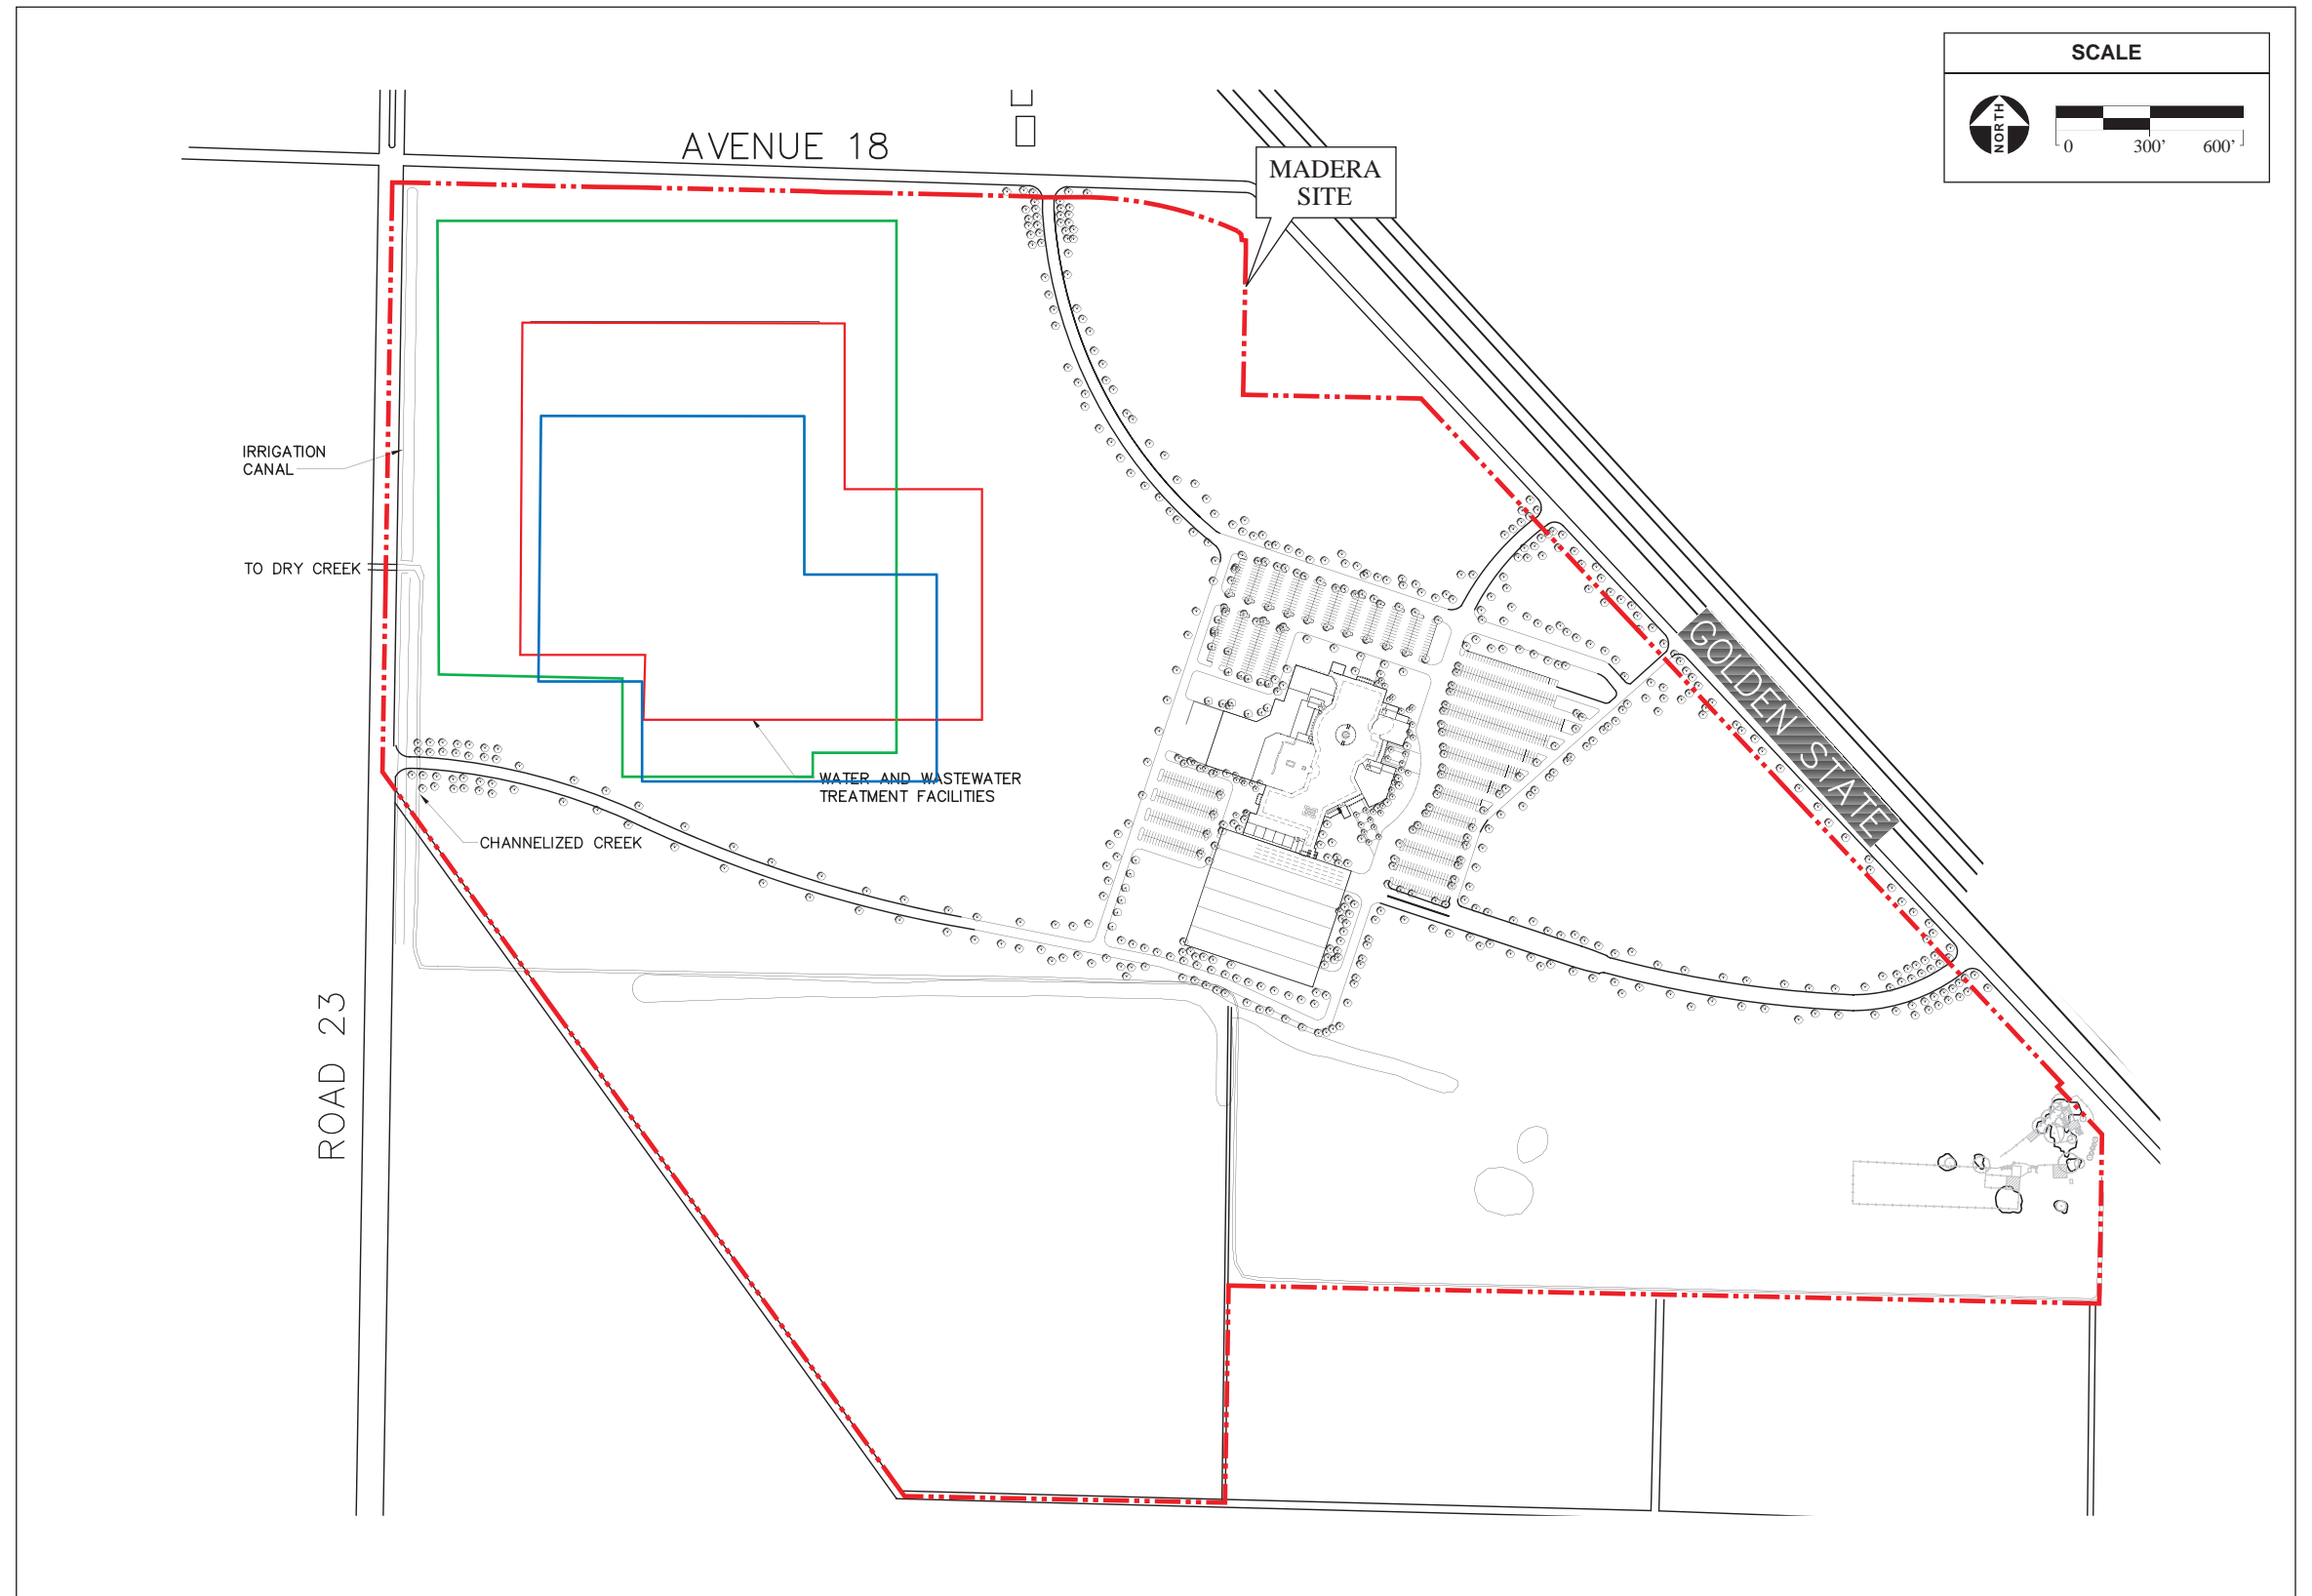 SCALE
NORTH
0 300' 600'
AVENUE 18
MADERA
SITE
IRRIGATION
CANAL
TO DRY CREEK
GOLDEN STATE
WATER AND WASTEWATER
TREATMENT FACILITIES
CHANNELIZED CREEK
ROAD 23